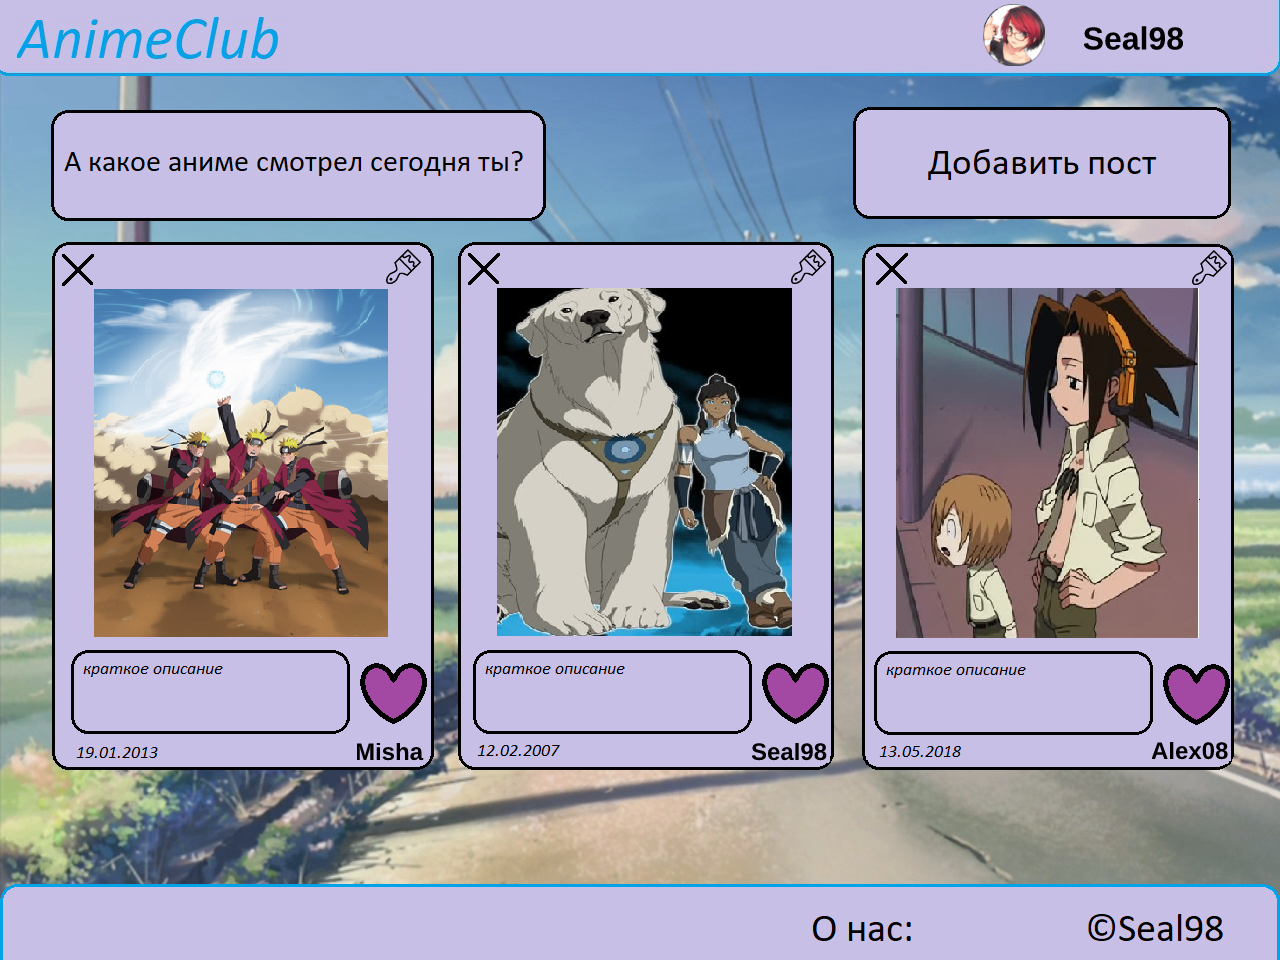 AnimeClub
Seal98
А какое аниме смотрел сегодня ты?
Добавить пост
краткое описание
19.01.2013
Misha
краткое описание
12.02.2007
Seal98
краткое описание
13.05.2018
Alex08
О нас:
©Seal98